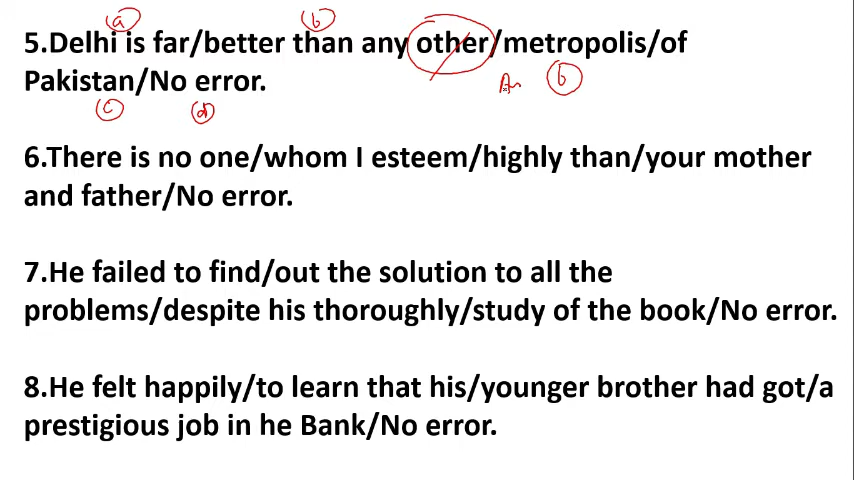 (a) (b)
5.Delhi is far/better than any other/metropolis/of
Pakistan/No error. An (b)
(c) (d)
6.There is no one/whom I esteem/highly than/your mother
and father/No error.
7.He failed to find/out the solution to all the
problems/despite his thoroughly/study of the book/No error.
8.He felt happily/to learn that his/younger brother had got/a
prestigious job in he Bank/No error.